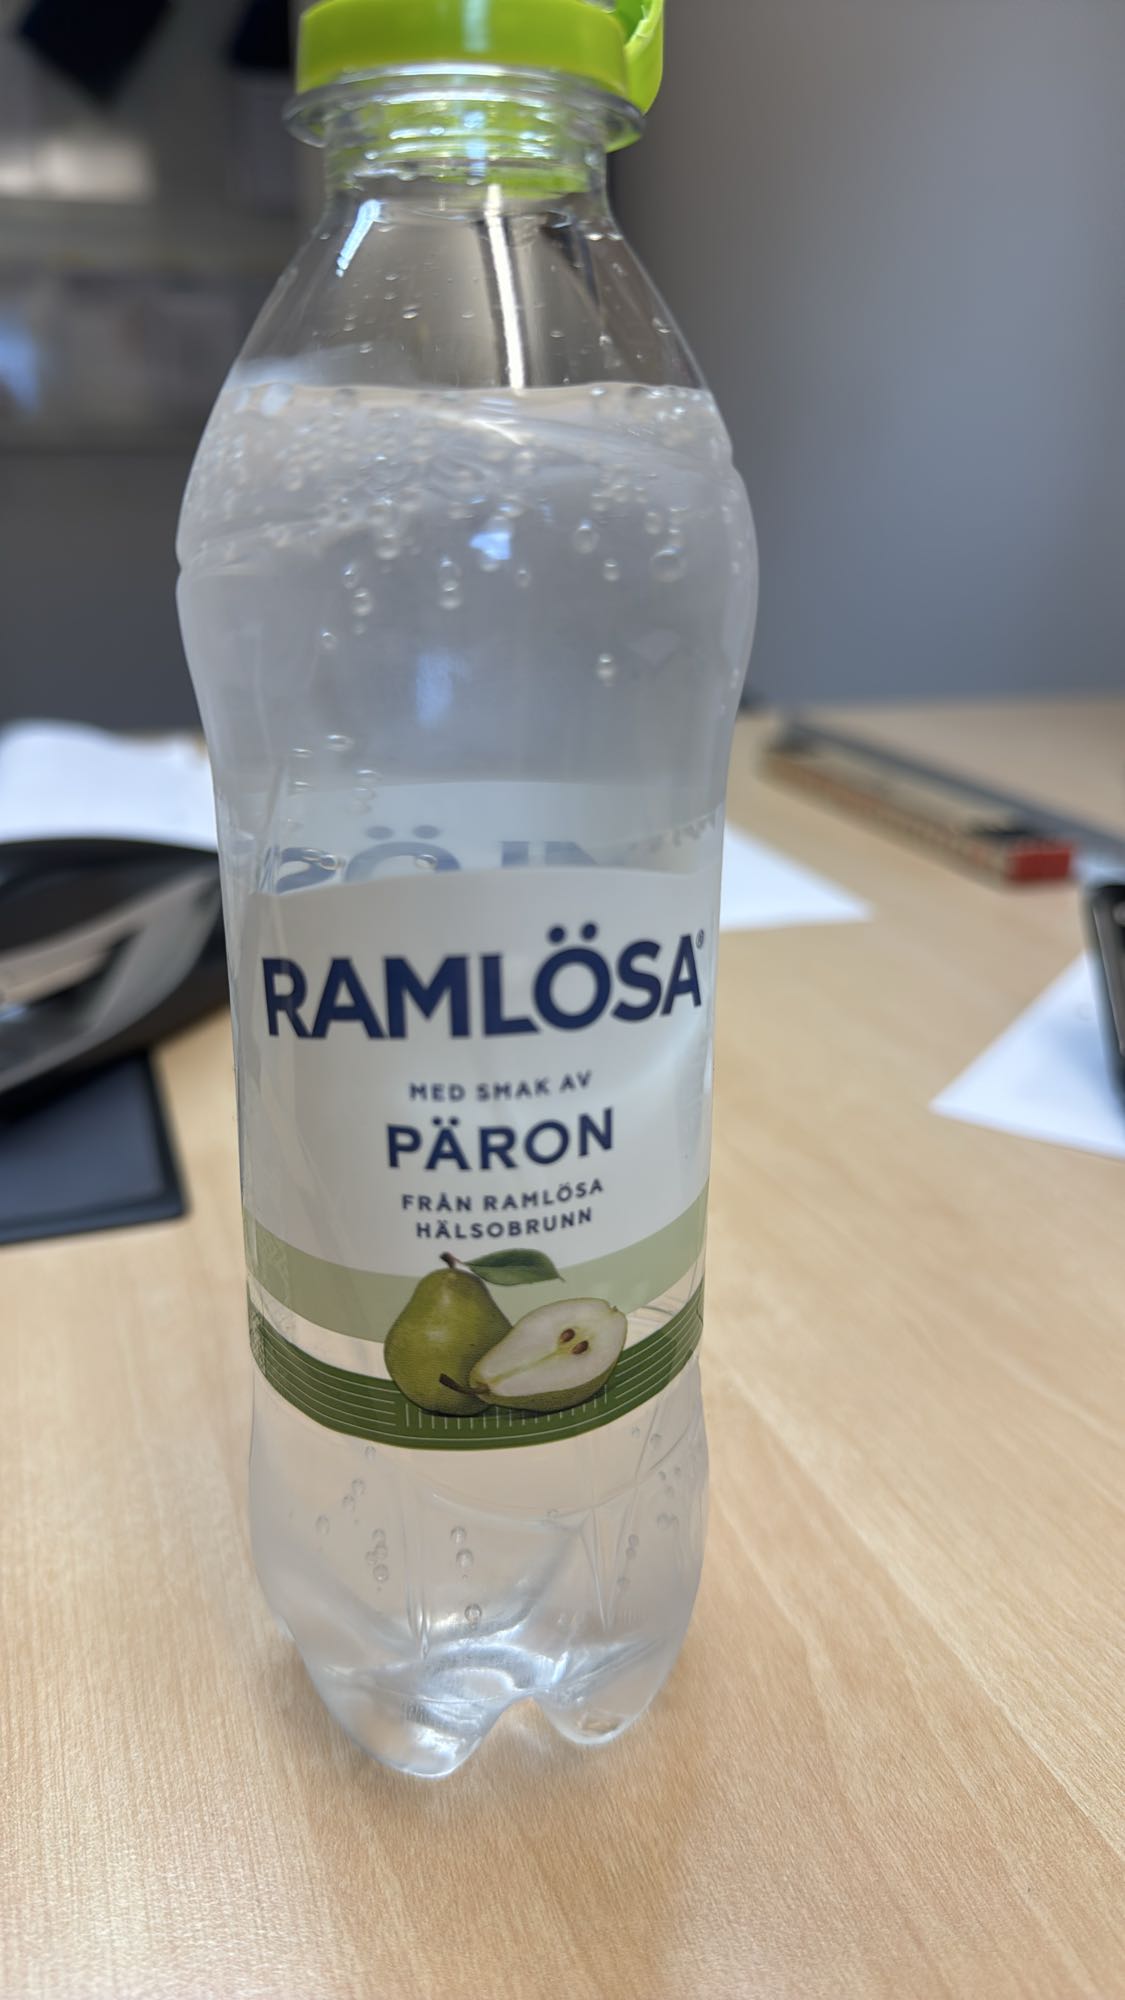 RAMLÖSA®
MED SMAK AV
PÄRON
FRÅN RAMLÖSA
HÄLSOBRUNN